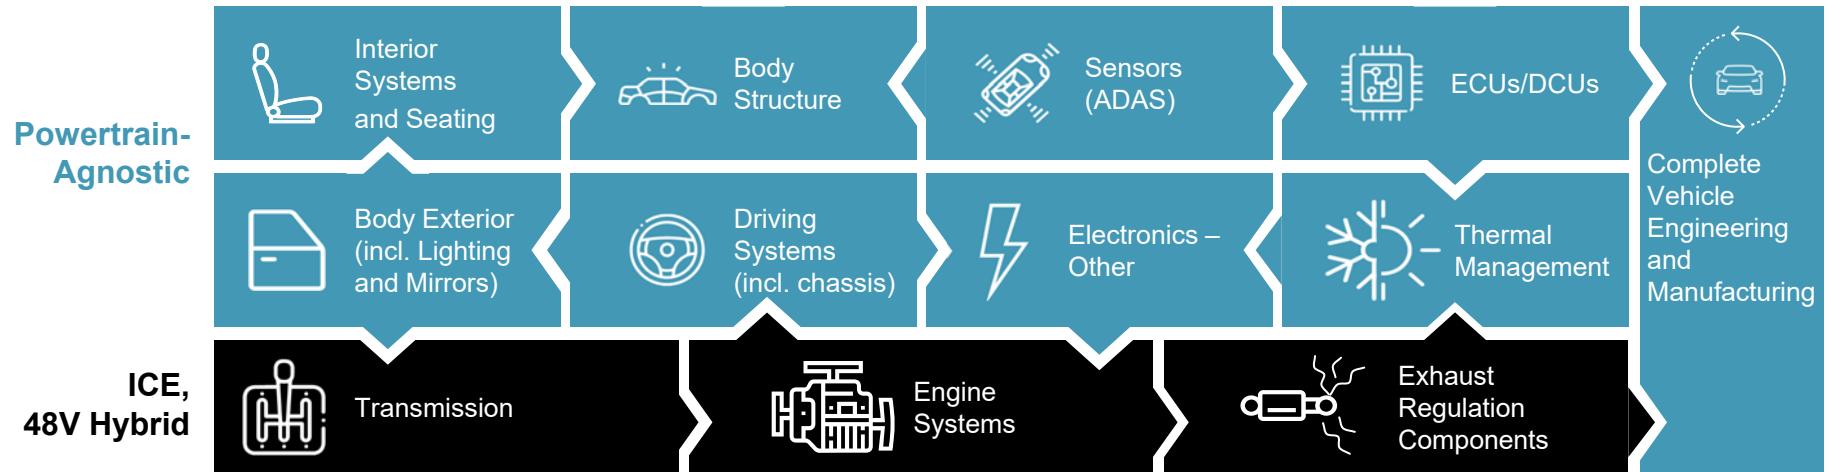 Powertrain-
Agnostic
Interior
Systems
and Seating
Body
Structure
Sensors
(ADAS)
ECUs/DCUs
Complete
Vehicle
Engineering
and
Manufacturing
Body Exterior
(incl. Lighting
and Mirrors)
Driving
Systems
(incl. chassis)
Electronics –
Other
Thermal
Management
ICE,
48V Hybrid
Transmission
Engine
Systems
Exhaust
Regulation
Components